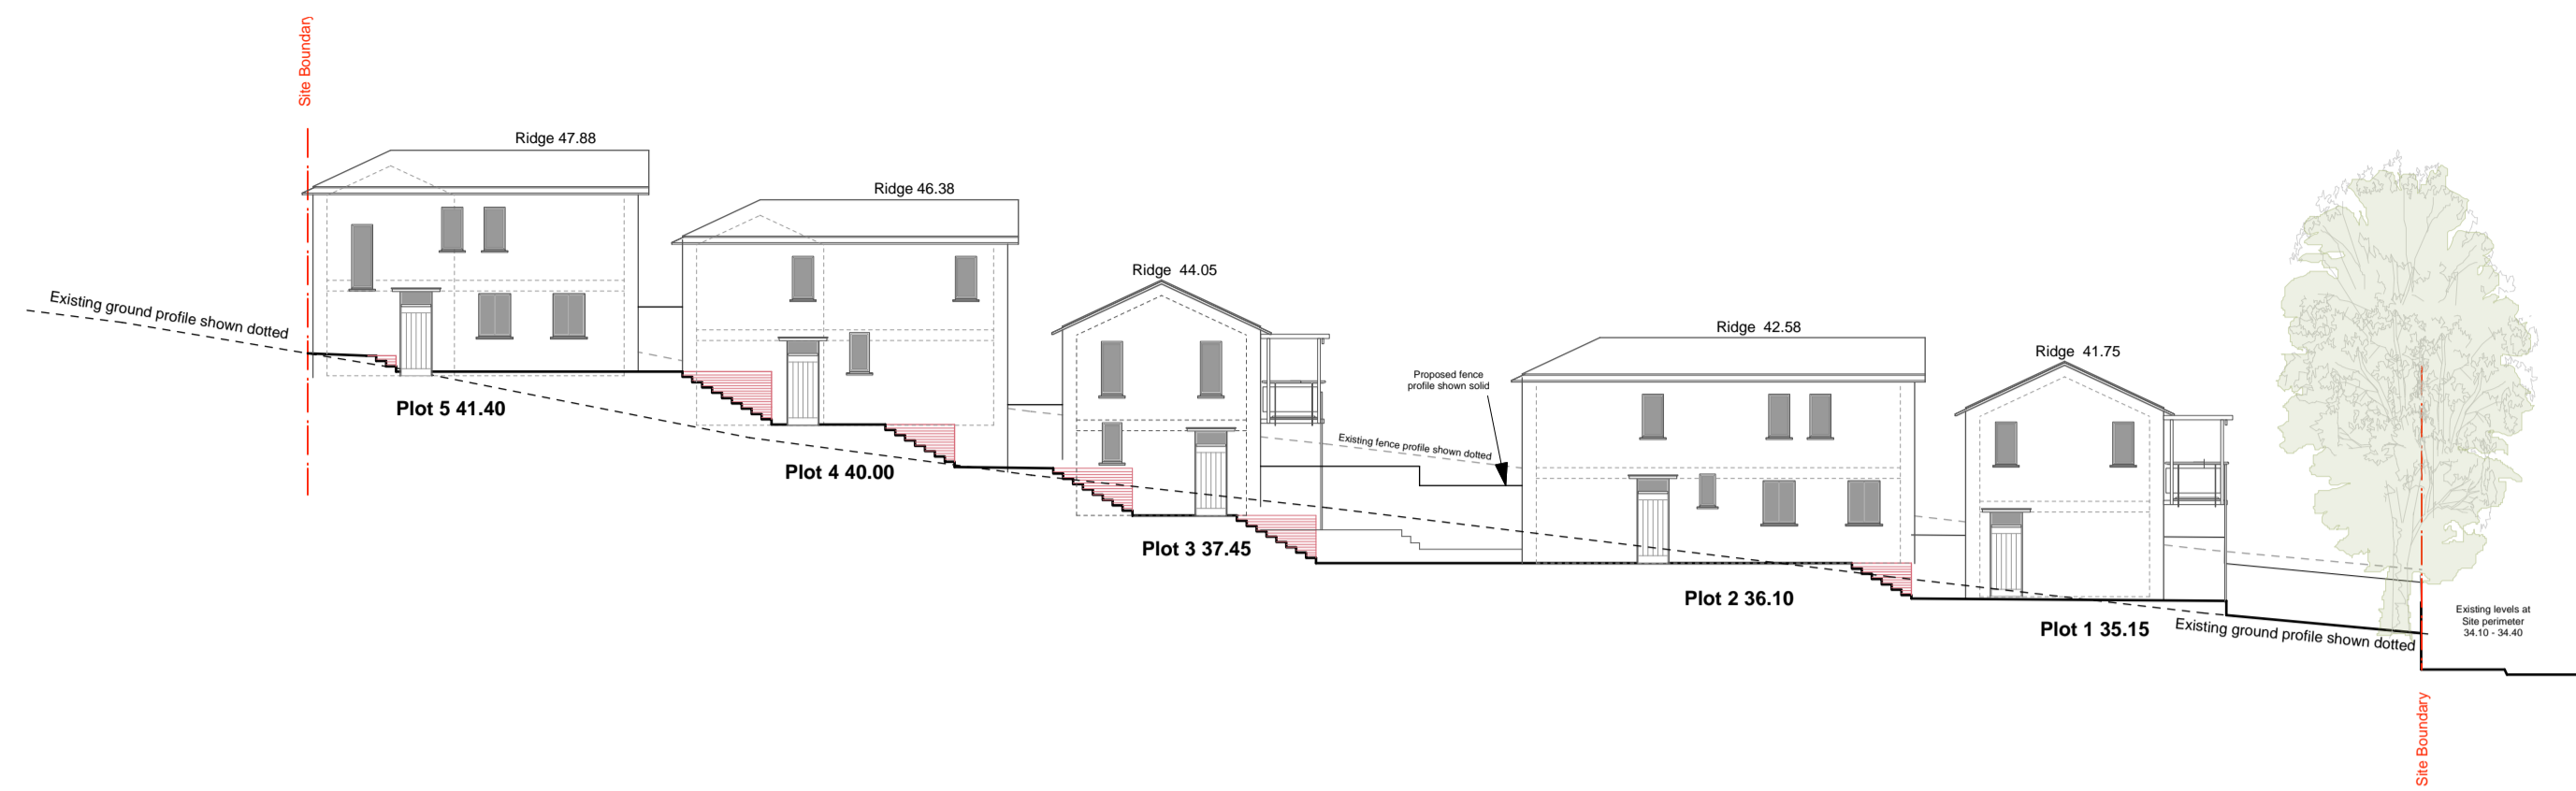 Site Boundary
Ridge 47.88
Ridge 46.38
Ridge 44.05
Ridge 42.58
Ridge 41.75
Existing ground profile shown dotted
Proposed fence
profile shown solid
Existing fence profile shown dotted
Plot 5 41.40
Plot 4 40.00
Plot 3 37.45
Plot 2 36.10
Plot 1 35.15
Existing ground profile shown dotted
Existing levels at
Site perimeter
34.10 - 34.40
Site Boundary